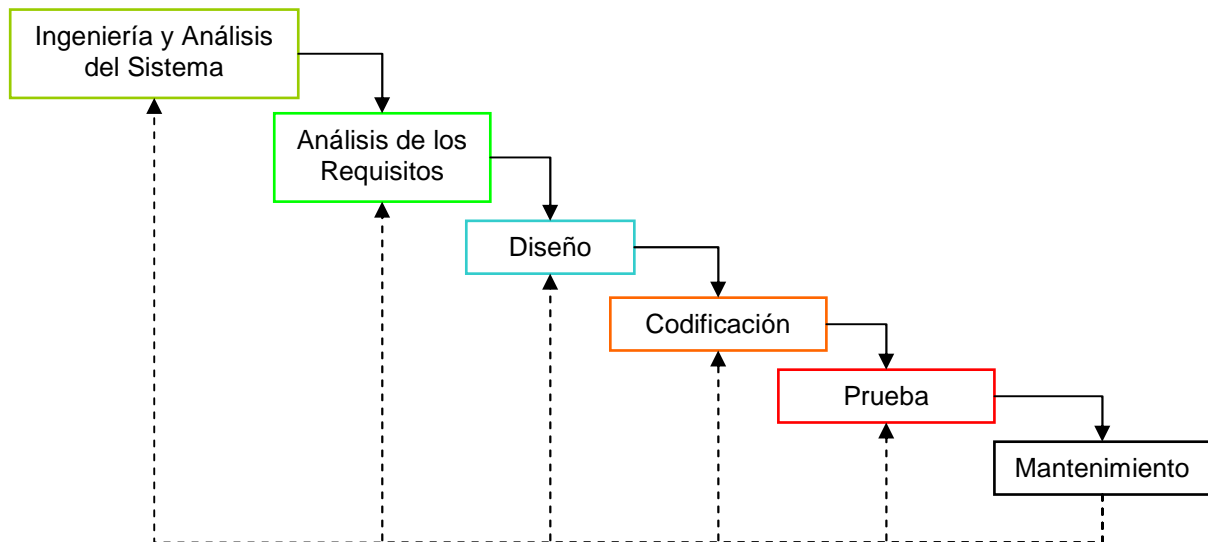 Ingeniería y Análisis
del Sistema
Análisis de los
Requisitos
Diseño
Codificación
Prueba
Mantenimiento